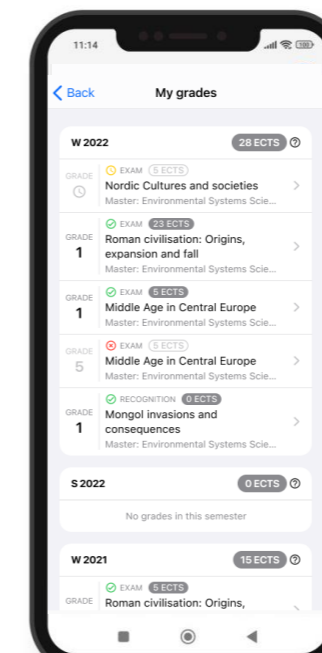 11:14
100
Back
My grades
W 2022
28 ECTS
EXAM 5 ECTS
GRADE
Nordic Cultures and societies
Master: Environmental Systems Scie...
EXAM 23 ECTS
GRADE
1
Roman civilisation: Origins,
expansion and fall
Master: Environmental Systems Scie...
EXAM 5 ECTS
GRADE
1
Middle Age in Central Europe
Master: Environmental Systems Scie...
EXAM 5 ECTS
GRADE
5
Middle Age in Central Europe
Master: Environmental Systems Scie...
RECOGNITION 0 ECTS
GRADE
1
Mongol invasions and
consequences
Master: Environmental Systems Scie...
S 2022
0 ECTS
No grades in this semester
W 2021
15 ECTS
EXAM 5 ECTS
GRADE
Roman civilisation: Origins,